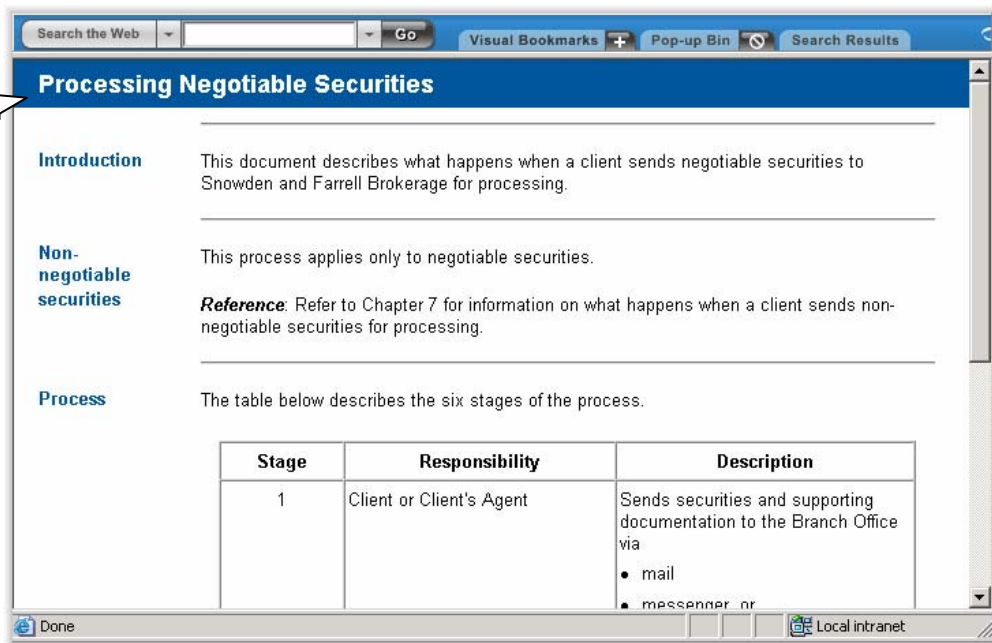 Search the Web
Go
Visual Bookmarks
Pop-up Bin
Search Results
Processing Negotiable Securities
Introduction
This document describes what happens when a client sends negotiable securities to
Snowden and Farrell Brokerage for processing.
Non-
negotiable
securities
This process applies only to negotiable securities.
Reference: Refer to Chapter 7 for information on what happens when a client sends non-
negotiable securities for processing.
Process
The table below describes the six stages of the process.
Stage
Responsibility
Description
1
Client or Client's Agent
Sends securities and supporting
documentation to the Branch Office
via
• mail
• messenger, or
Done
Local intranet